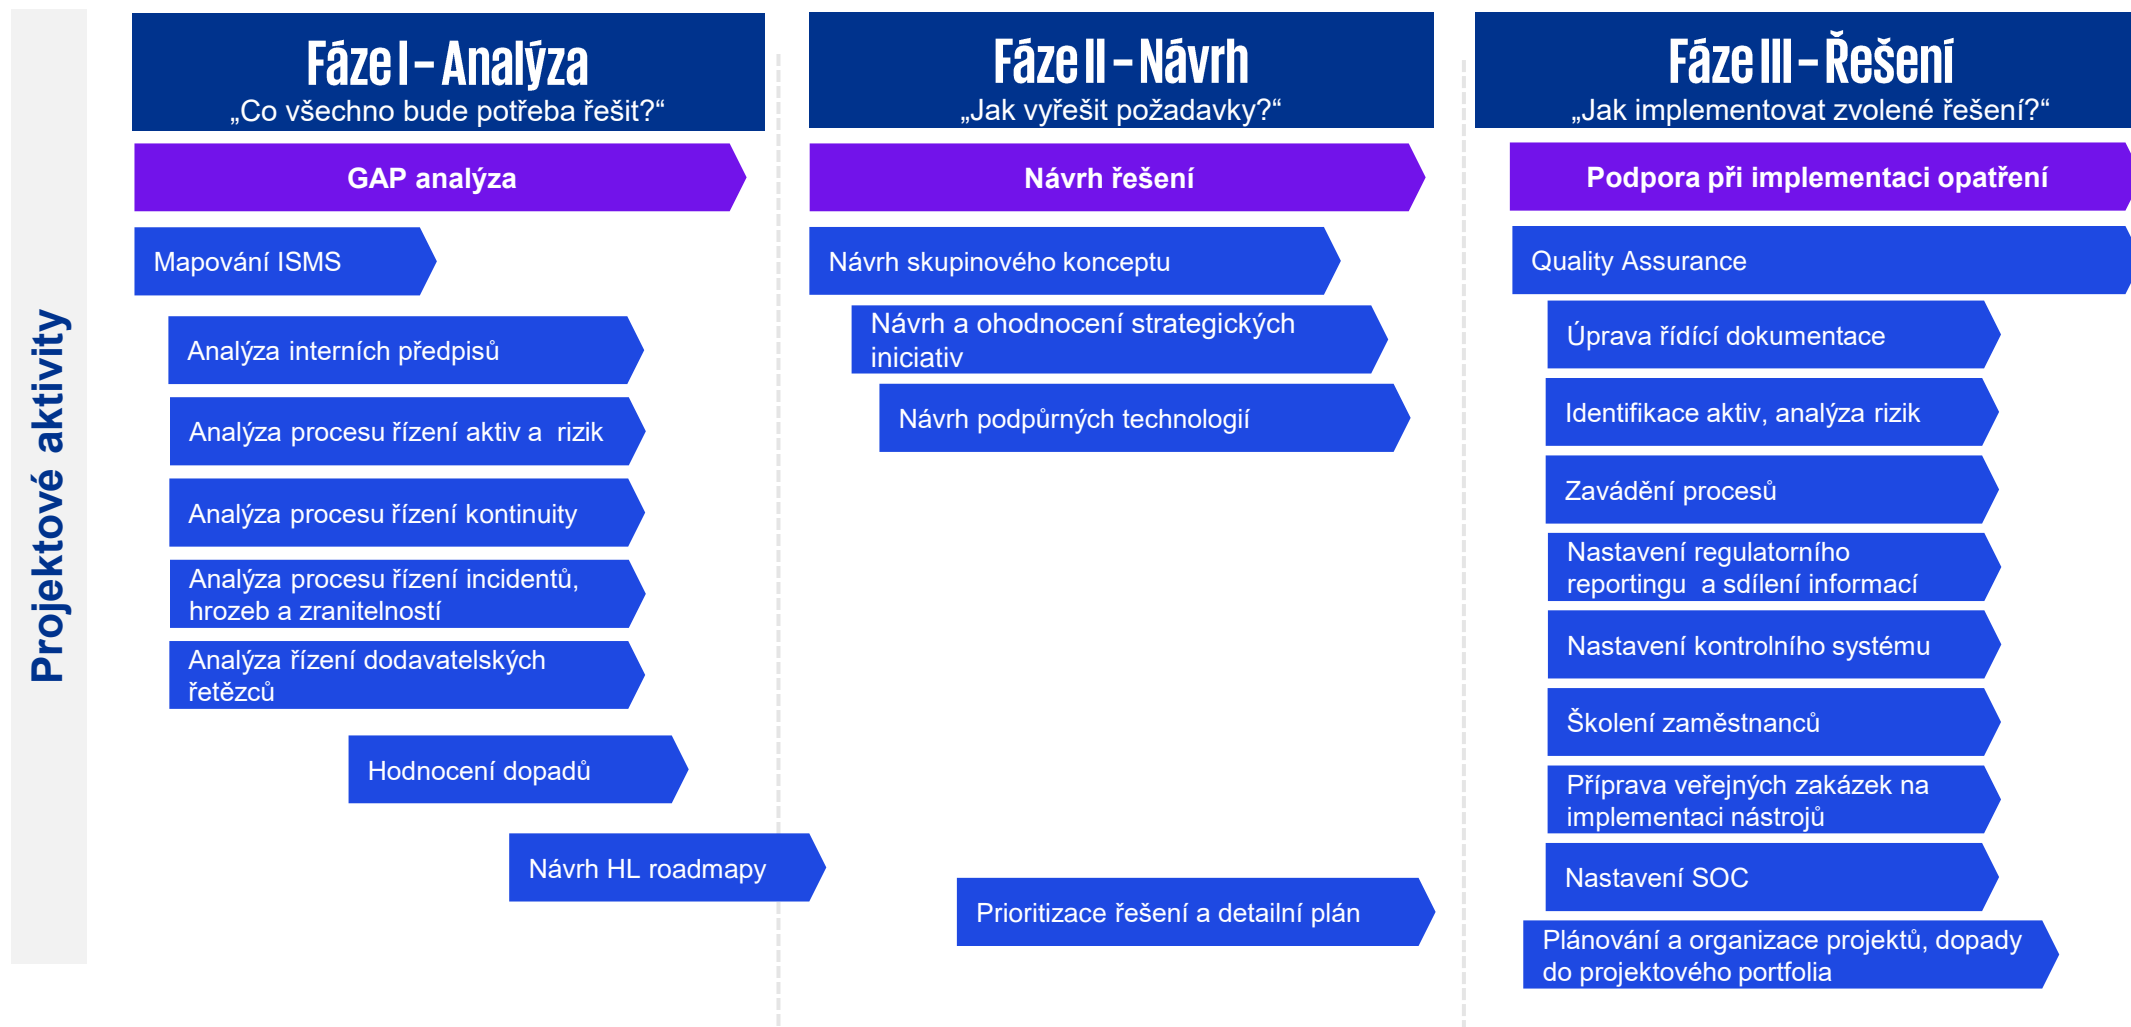 Projektové aktivity
Fáze I – Analýza
„Co všechno bude potřeba řešit?“
GAP analýza
Mapování ISMS
Analýza interních předpisů
Analýza procesu řízení aktiv a rizik
Analýza procesu řízení kontinuity
Analýza procesu řízení incidentů,
hrozeb a zranitelností
Analýza řízení dodavatelských
řetězců
Hodnocení dopadů
Návrh HL roadmapy
Fáze II – Návrh
„Jak vyřešit požadavky?“
Návrh řešení
Návrh skupinového konceptu
Návrh a ohodnocení strategických
iniciativ
Návrh podpůrných technologií
Prioritizace řešení a detailní plán
Fáze III – Řešení
„Jak implementovat zvolené řešení?“
Podpora při implementaci opatření
Quality Assurance
Úprava řídící dokumentace
Identifikace aktiv, analýza rizik
Zavádění procesů
Nastavení regulatorního
reportingu a sdílení informací
Nastavení kontrolního systému
Školení zaměstnanců
Příprava veřejných zakázek na
implementaci nástrojů
Nastavení SOC
Plánování a organizace projektů, dopady
do projektového portfolia